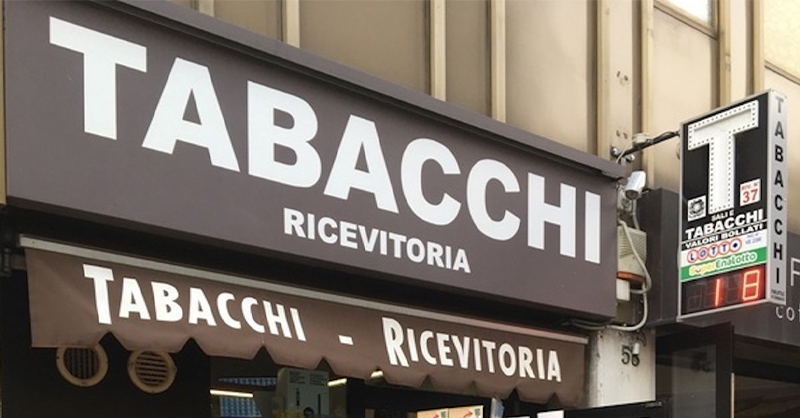 TABACCHI
RICEVITORIA
TABACCHI - RICEVITORIA
55
T
37
SALI E
TABACCHI
VALORI BOLLATI
LOTTO
SuperEnalotto
18
TABACCHI